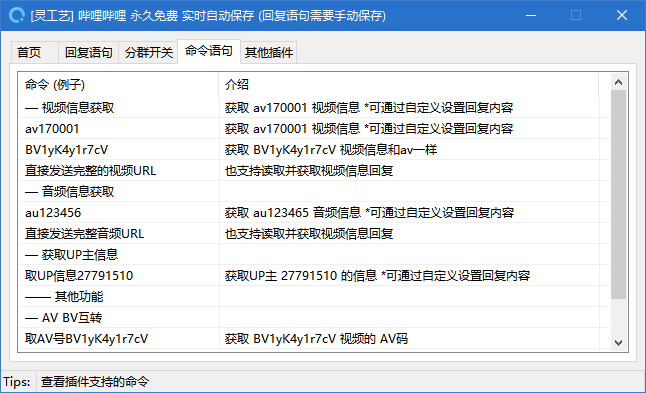 [灵工艺] 哔哩哔哩 永久免费 实时自动保存 (回复语句需要手动保存)
首页 回复语句 分群开关 命令语句 其他插件
命令 (例子) 介绍
— 视频信息获取 获取 av170001 视频信息 *可通过自定义设置回复内容
av170001 获取 av170001 视频信息 *可通过自定义设置回复内容
BV1yK4y1r7cV 获取 BV1yK4y1r7cV 视频信息和av一样
直接发送完整的视频URL 也支持读取并获取视频信息回复
— 音频信息获取
au123456 获取 au123465 音频信息 *可通过自定义设置回复内容
直接发送完整音频URL 也支持读取并获取视频信息回复
— 获取UP主信息
取UP信息27791510 获取UP主 27791510 的信息 *可通过自定义设置回复内容
—— 其他功能
— AV BV互转
取AV号BV1yK4y1r7cV 获取 BV1yK4y1r7cV 视频的 AV码
Tips: 查看插件支持的命令